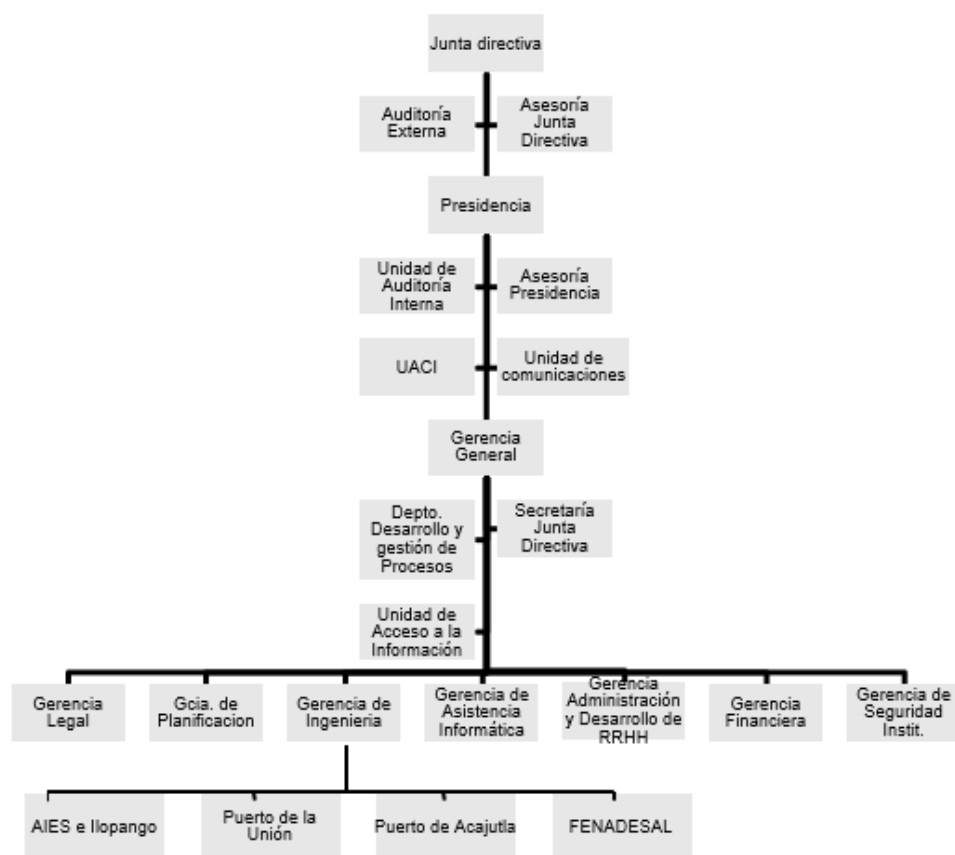 Junta directiva
Auditoría
Externa
Asesoría
Junta
Directiva
Presidencia
Unidad de
Auditoría
Interna
Asesoría
Presidencia
UACI
Unidad de
comunicaciones
Gerencia
General
Depto.
Desarrollo y
gestión de
Procesos
Secretaría
Junta
Directiva
Unidad de
Acceso a la
Información
Gerencia
Legal
Gcia. de
Planificacion
Gerencia de
Ingenieria
Gerencia de
Asistencia
Informática
Gerencia
Administración
y Desarrollo de
RRHH
Gerencia
Financiera
Gerencia de
Seguridad
Instit.
AIES e Ilopango
Puerto de la
Unión
Puerto de Acajutla
FENADESAL